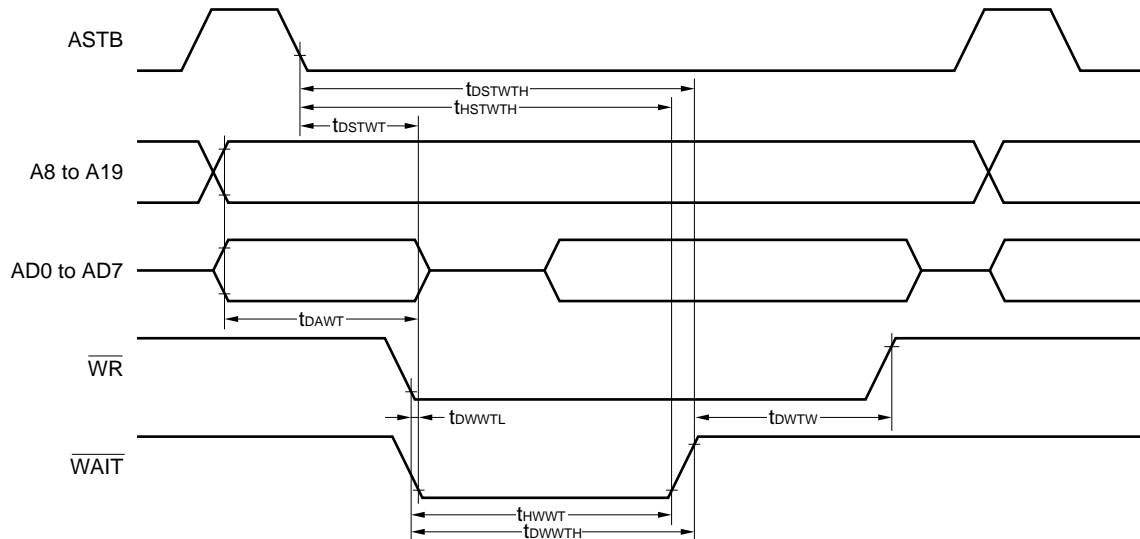 ASTB
tDSTWTH
tHSTWTH
tDSTWT
A8 to A19
AD0 to AD7
tDAWT
WR
tDWWTL
tDWTW
WAIT
tHWWT
tDWWTH